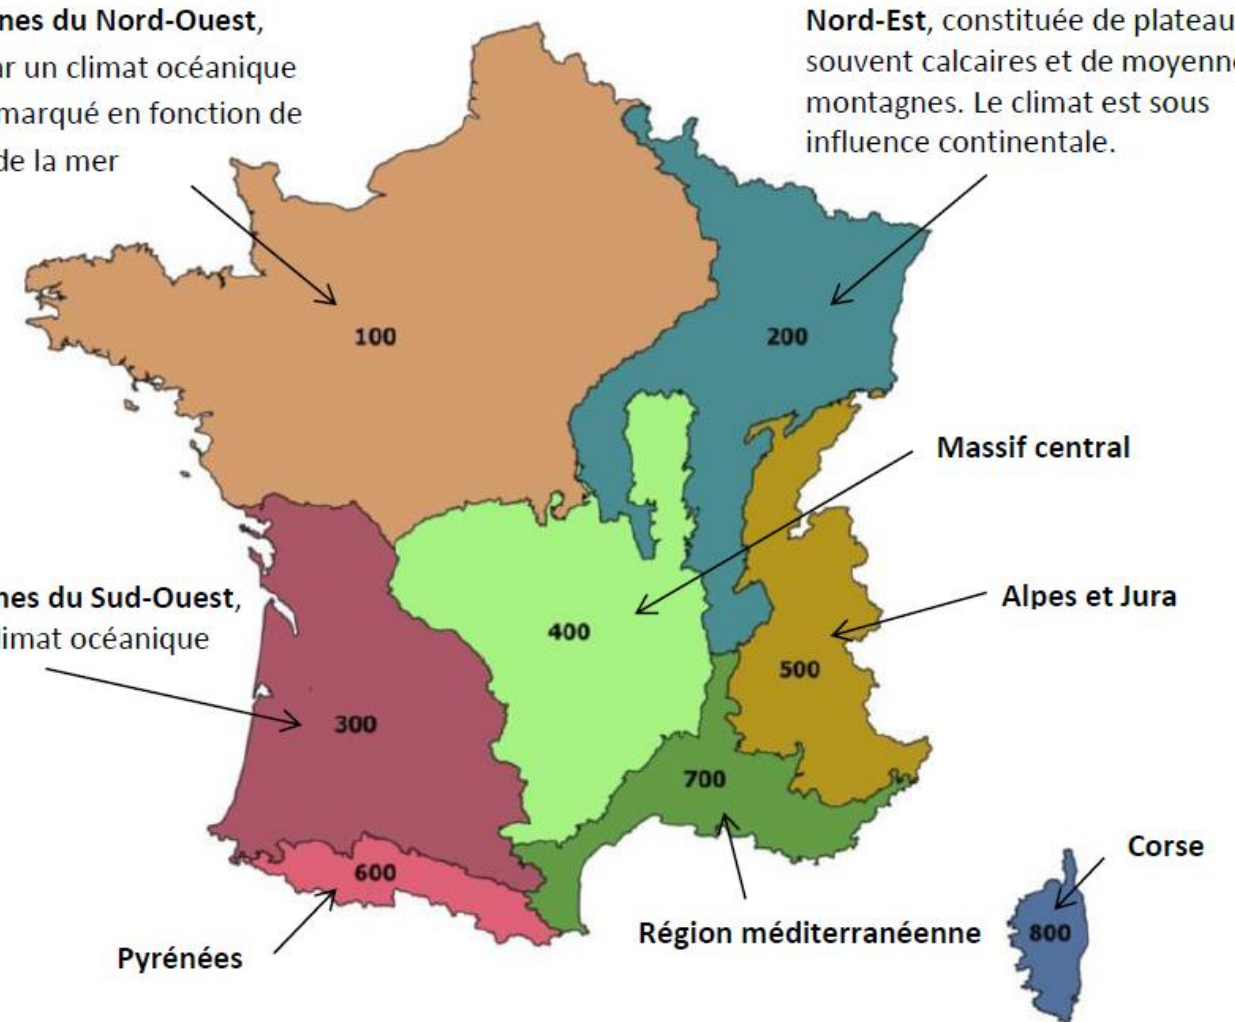 nes du Nord-Ouest,
r un climat océanique
marqué en fonction de
de la mer
Nord-Est, constituée de plateau
souvent calcaires et de moyenne
montagnes. Le climat est sous
influence continentale.
100
200
Massif central
nes du Sud-Ouest,
limat océanique
Alpes et Jura
400
500
300
700
Corse
600
Région méditerranéenne
800
Pyrénées